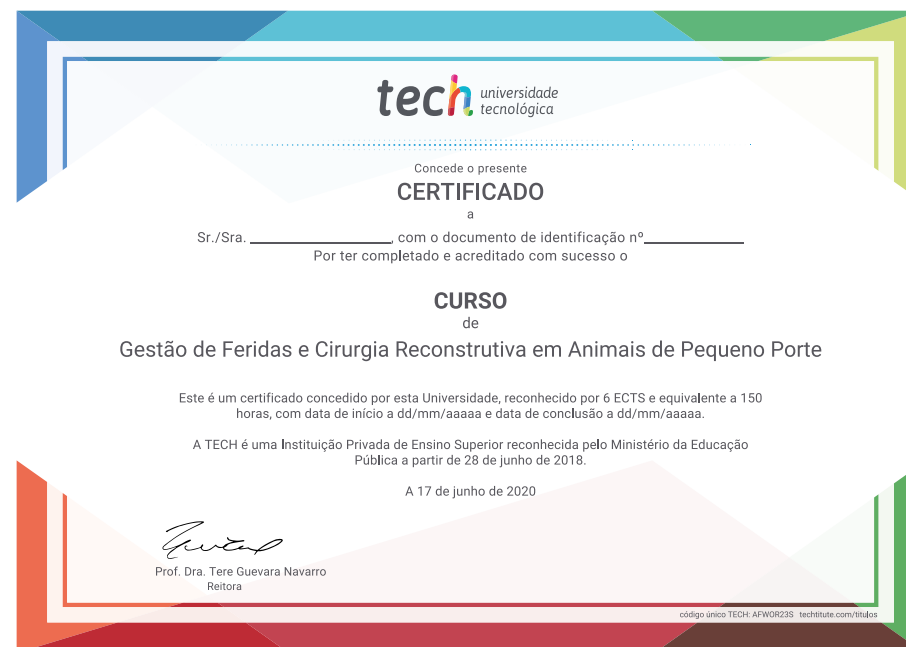 tech universidade
tecnológica
Concede o presente
CERTIFICADO
a
Sr./Sra. ____________________, com o documento de identificação nº______________
Por ter completado e acreditado com sucesso o
CURSO
de
Gestão de Feridas e Cirurgia Reconstrutiva em Animais de Pequeno Porte
Este é um certificado concedido por esta Universidade, reconhecido por 6 ECTS e equivalente a 150
horas, com data de início a dd/mm/aaaaa e data de conclusão a dd/mm/aaaaa.
A TECH é uma Instituição Privada de Ensino Superior reconhecida pelo Ministério da Educação
Pública a partir de 28 de junho de 2018.
A 17 de junho de 2020
Prof. Dra. Tere Guevara Navarro
Reitora
código único TECH: AFWOR23S techtitute.com/titulos